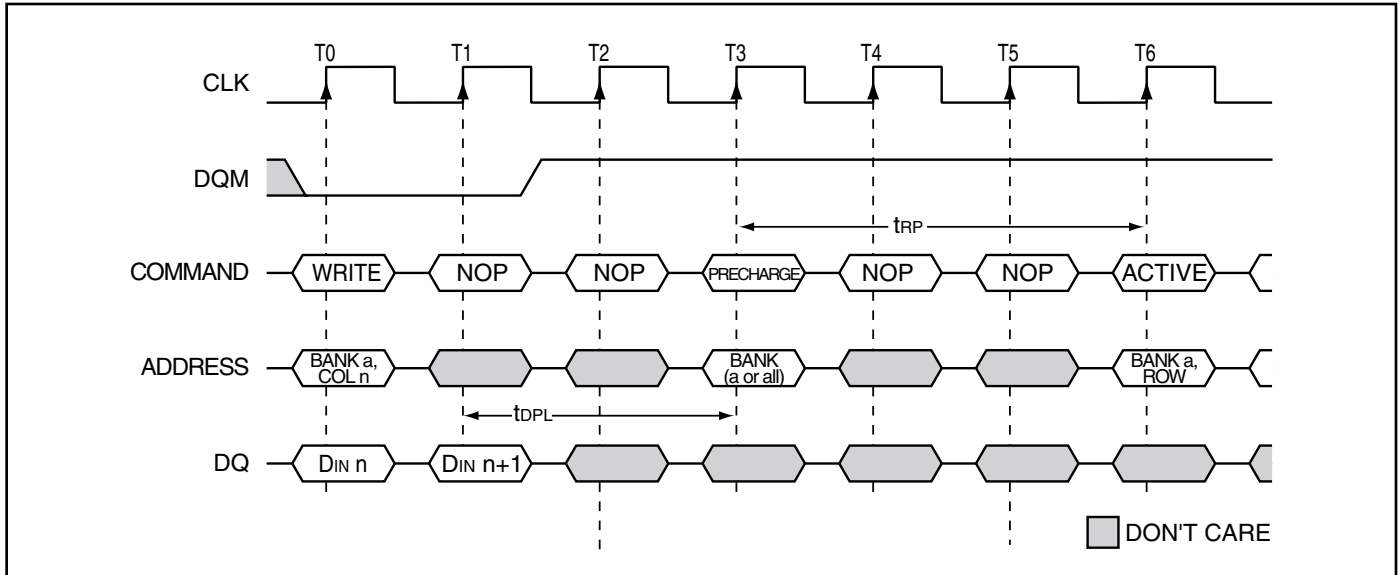 T0 T1 T2 T3 T4 T5 T6
CLK
DQM
tRP
COMMAND WRITE NOP NOP PRECHARGE NOP NOP ACTIVE
ADDRESS BANK a, COL n BANK (a or all) BANK a, ROW
tDPL
DQ DIN n DIN n+1
DON'T CARE